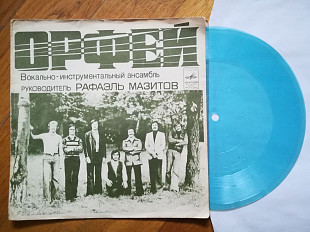 ОРФЕЙ
Вокально-инструментальный ансамбль
РУКОВОДИТЕЛЬ РАФАЭЛЬ МАЗИТОВ